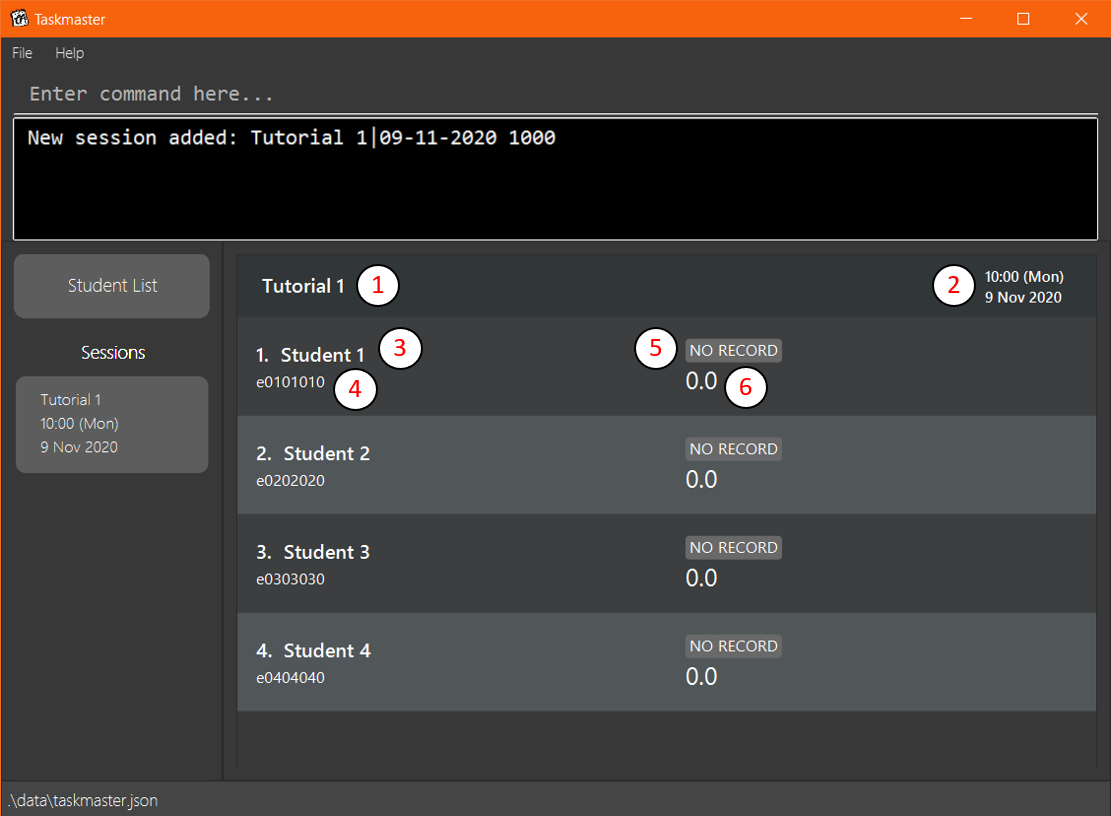 Taskmaster
File Help
Enter command here...
New session added: Tutorial 1|09-11-2020 1000
Student List
Sessions
Tutorial 1
10:00 (Mon)
9 Nov 2020
Tutorial 1 1
2 10:00 (Mon)
9 Nov 2020
1. Student 1 3
e0101010 4
5 NO RECORD
0.0 6
2. Student 2
e0202020
NO RECORD
0.0
3. Student 3
e0303030
NO RECORD
0.0
4. Student 4
e0404040
NO RECORD
0.0
.\data\taskmaster.json